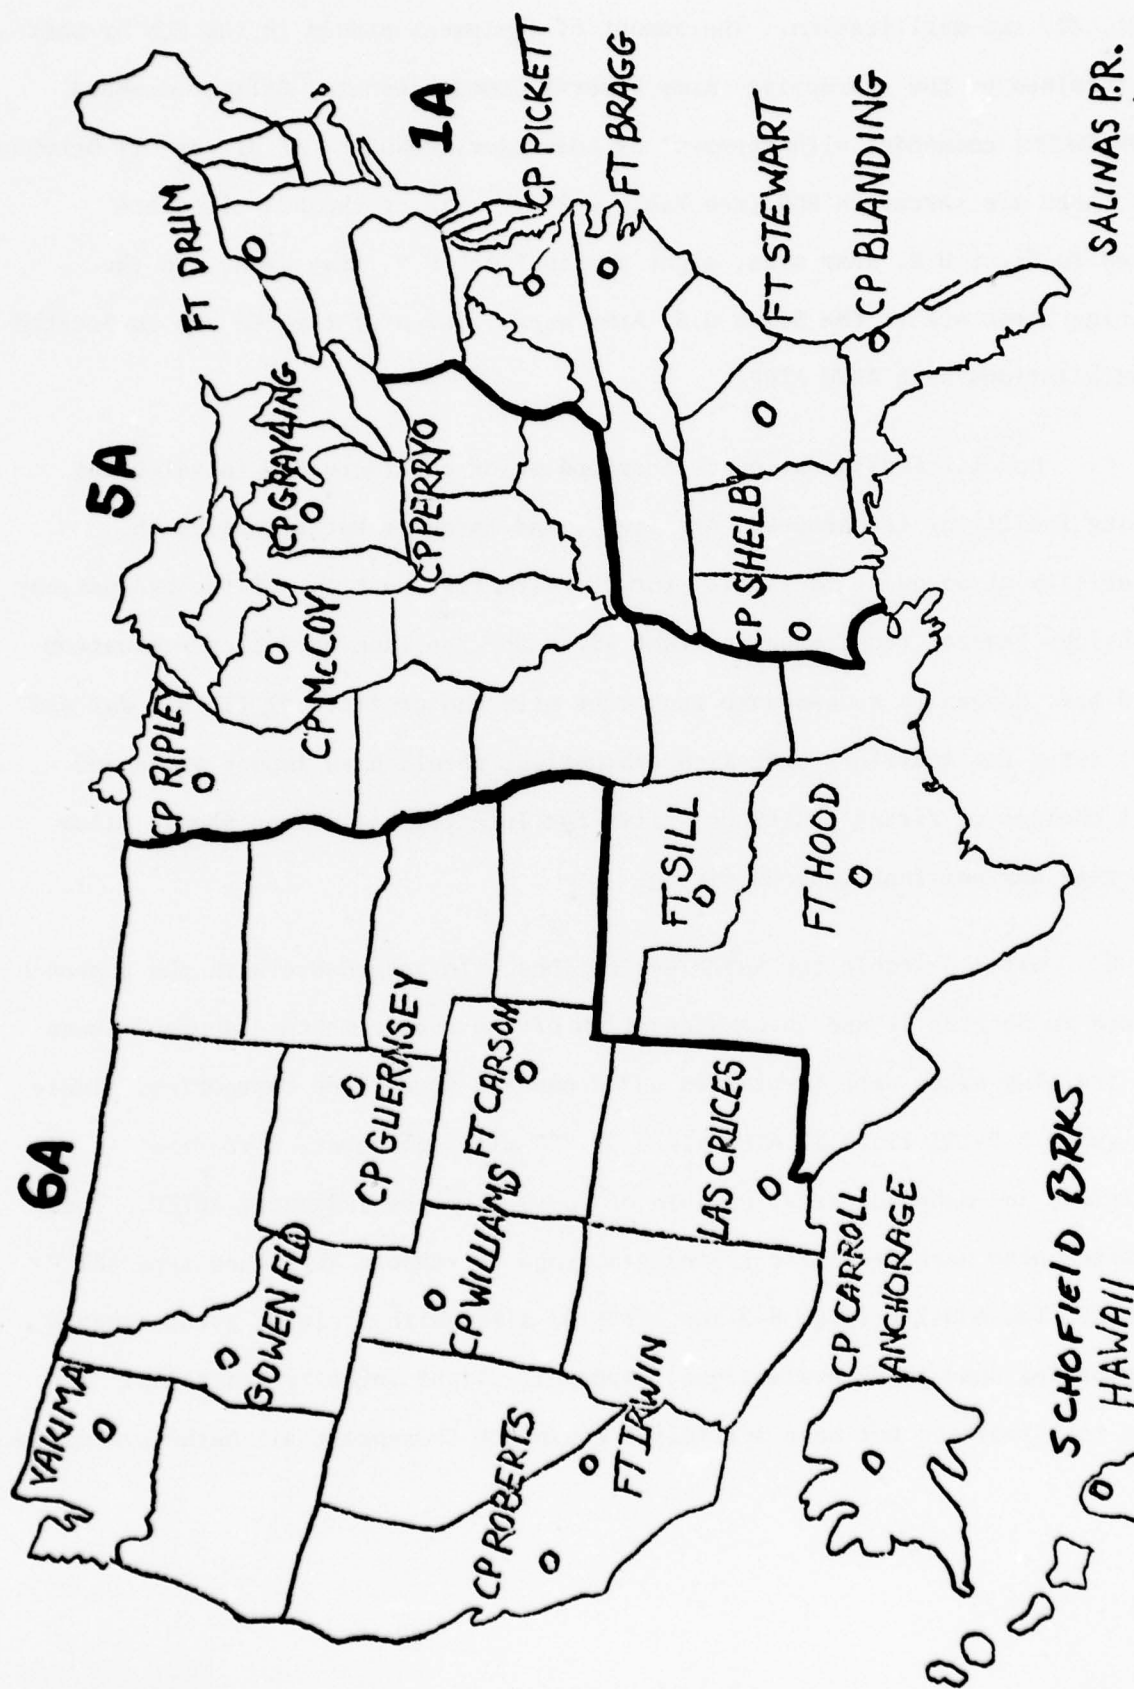 6A
5A
1A
YAKIMA
GOWEN FLD
CP GUERNSEY
CP WILLIAMS
FT CARSON
CP ROBERTS
FT IRWIN
LAS CRUCES
CP RIPLEY
CP McCOY
CP GRAYLING
CP PERRY
FT DRUM
CP PICKETT
FT BRAGG
FT STEWART
CP BLANDING
CP SHELBY
FT SILL
FT HOOD
CP CARROLL
ANCHORAGE
SCHOFIELD BRKS
HAWAII
SALINAS P.R.